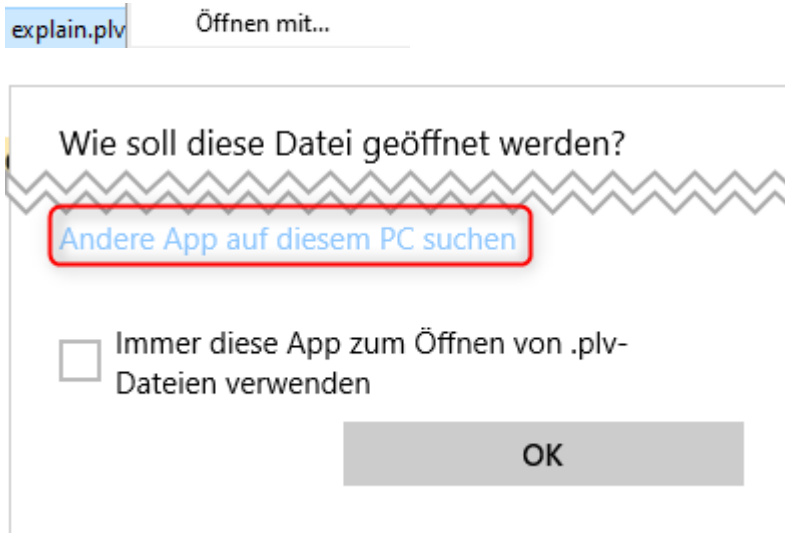 explain.plv Öffnen mit...
Wie soll diese Datei geöffnet werden?
Andere App auf diesem PC suchen
Immer diese App zum Öffnen von .plv-
Dateien verwenden
OK